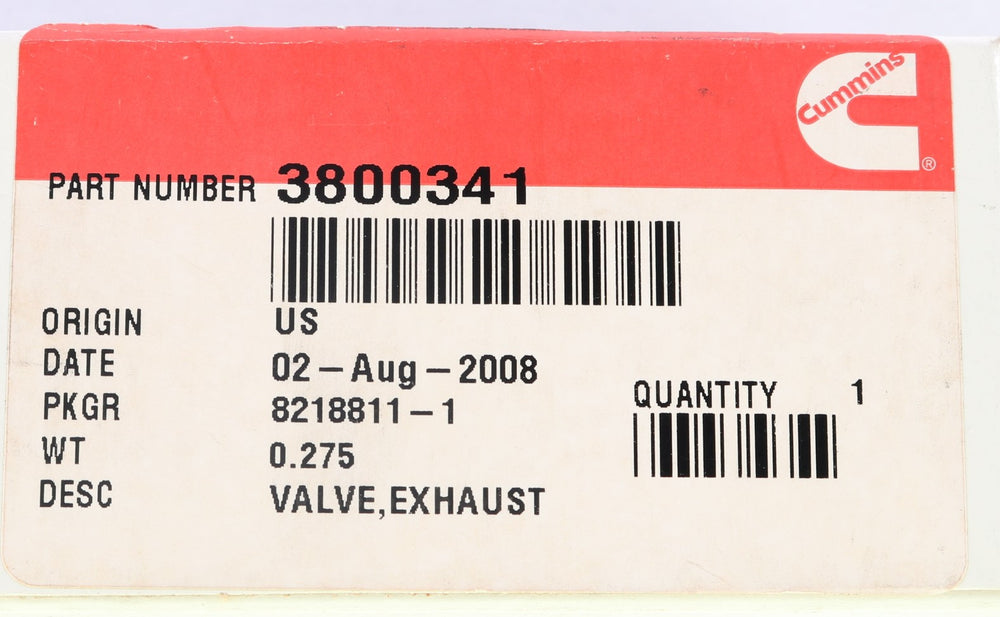 Cummins
®
PART NUMBER 3800341
ORIGIN US
DATE 02-Aug-2008
PKGR 8218811-1
QUANTITY 1
WT 0.275
DESC VALVE,EXHAUST